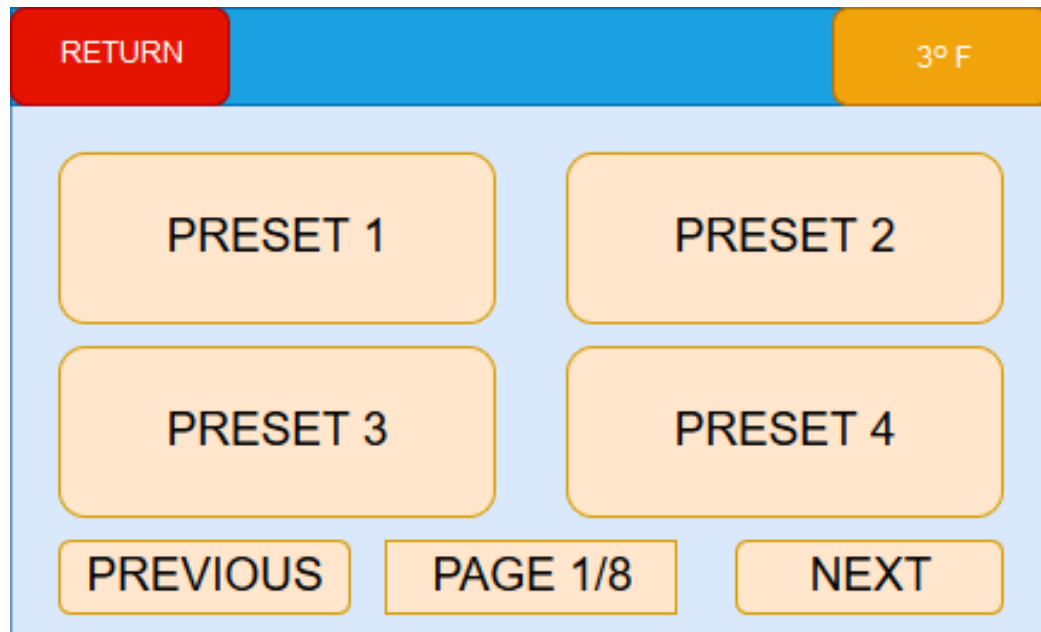 RETURN
3º F
PRESET 1
PRESET 2
PRESET 3
PRESET 4
PREVIOUS
PAGE 1/8
NEXT